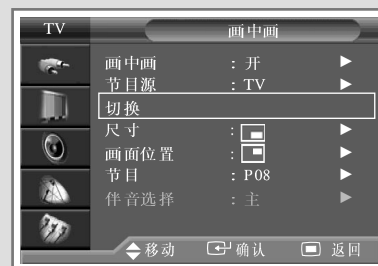 TV 画中画
画中画 : 开
节目源 : TV
切换
尺寸 :
画面位置 :
节目 : P08
伴音选择 : 主
移动 确认 返回